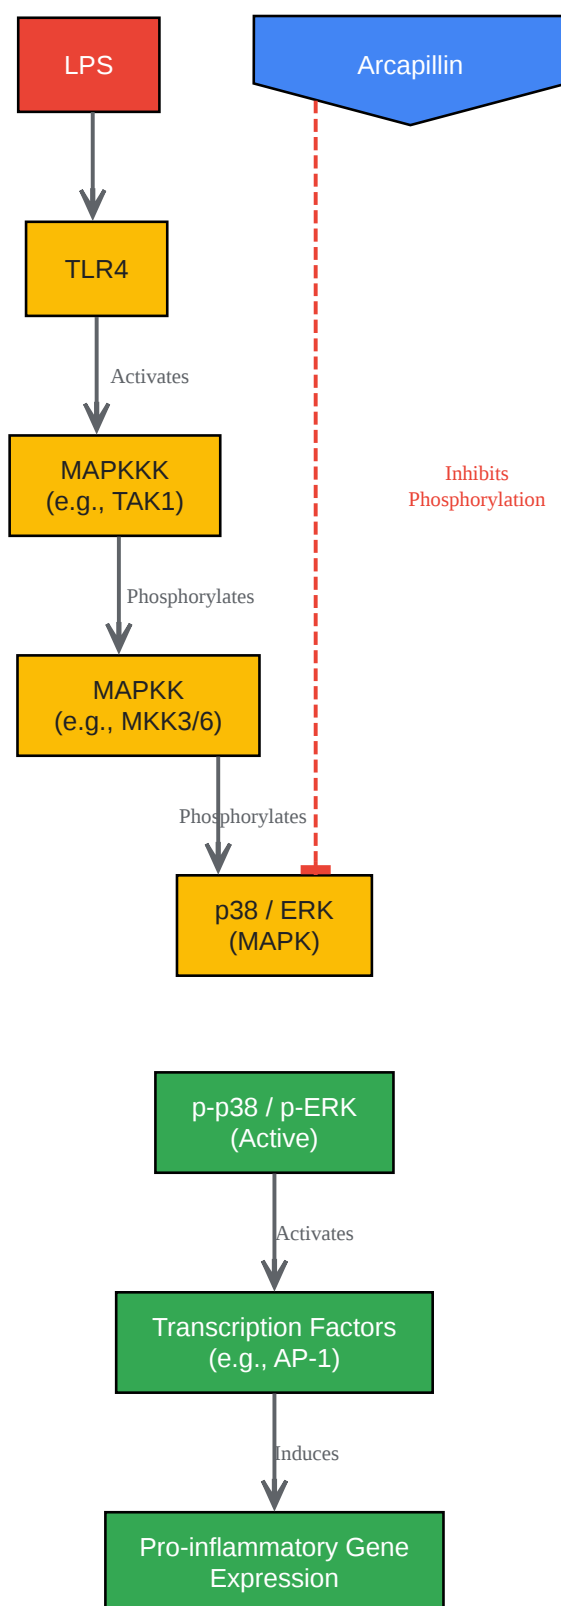 LPS
Arcapillin
TLR4
Activates
MAPKKK
(e.g., TAK1)
Inhibits
Phosphorylation
Phosphorylates
MAPKK
(e.g., MKK3/6)
Phosphorylates
p38 / ERK
(MAPK)
p-p38 / p-ERK
(Active)
Activates
Transcription Factors
(e.g., AP-1)
Induces
Pro-inflammatory Gene
Expression